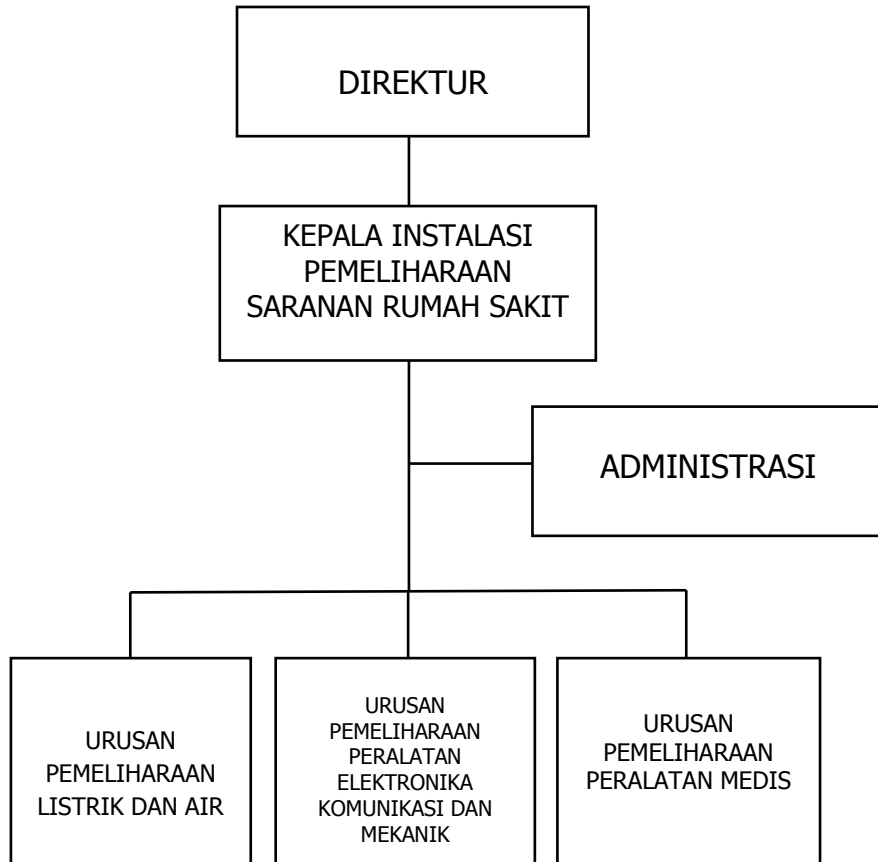 DIREKTUR
KEPALA INSTALASI
PEMELIHARAAN
SARANAN RUMAH SAKIT
ADMINISTRASI
URUSAN
PEMELIHARAAN
LISTRIK DAN AIR
URUSAN
PEMELIHARAAN
PERALATAN
ELEKTRONIKA
KOMUNIKASI DAN
MEKANIK
URUSAN
PEMELIHARAAN
PERALATAN MEDIS